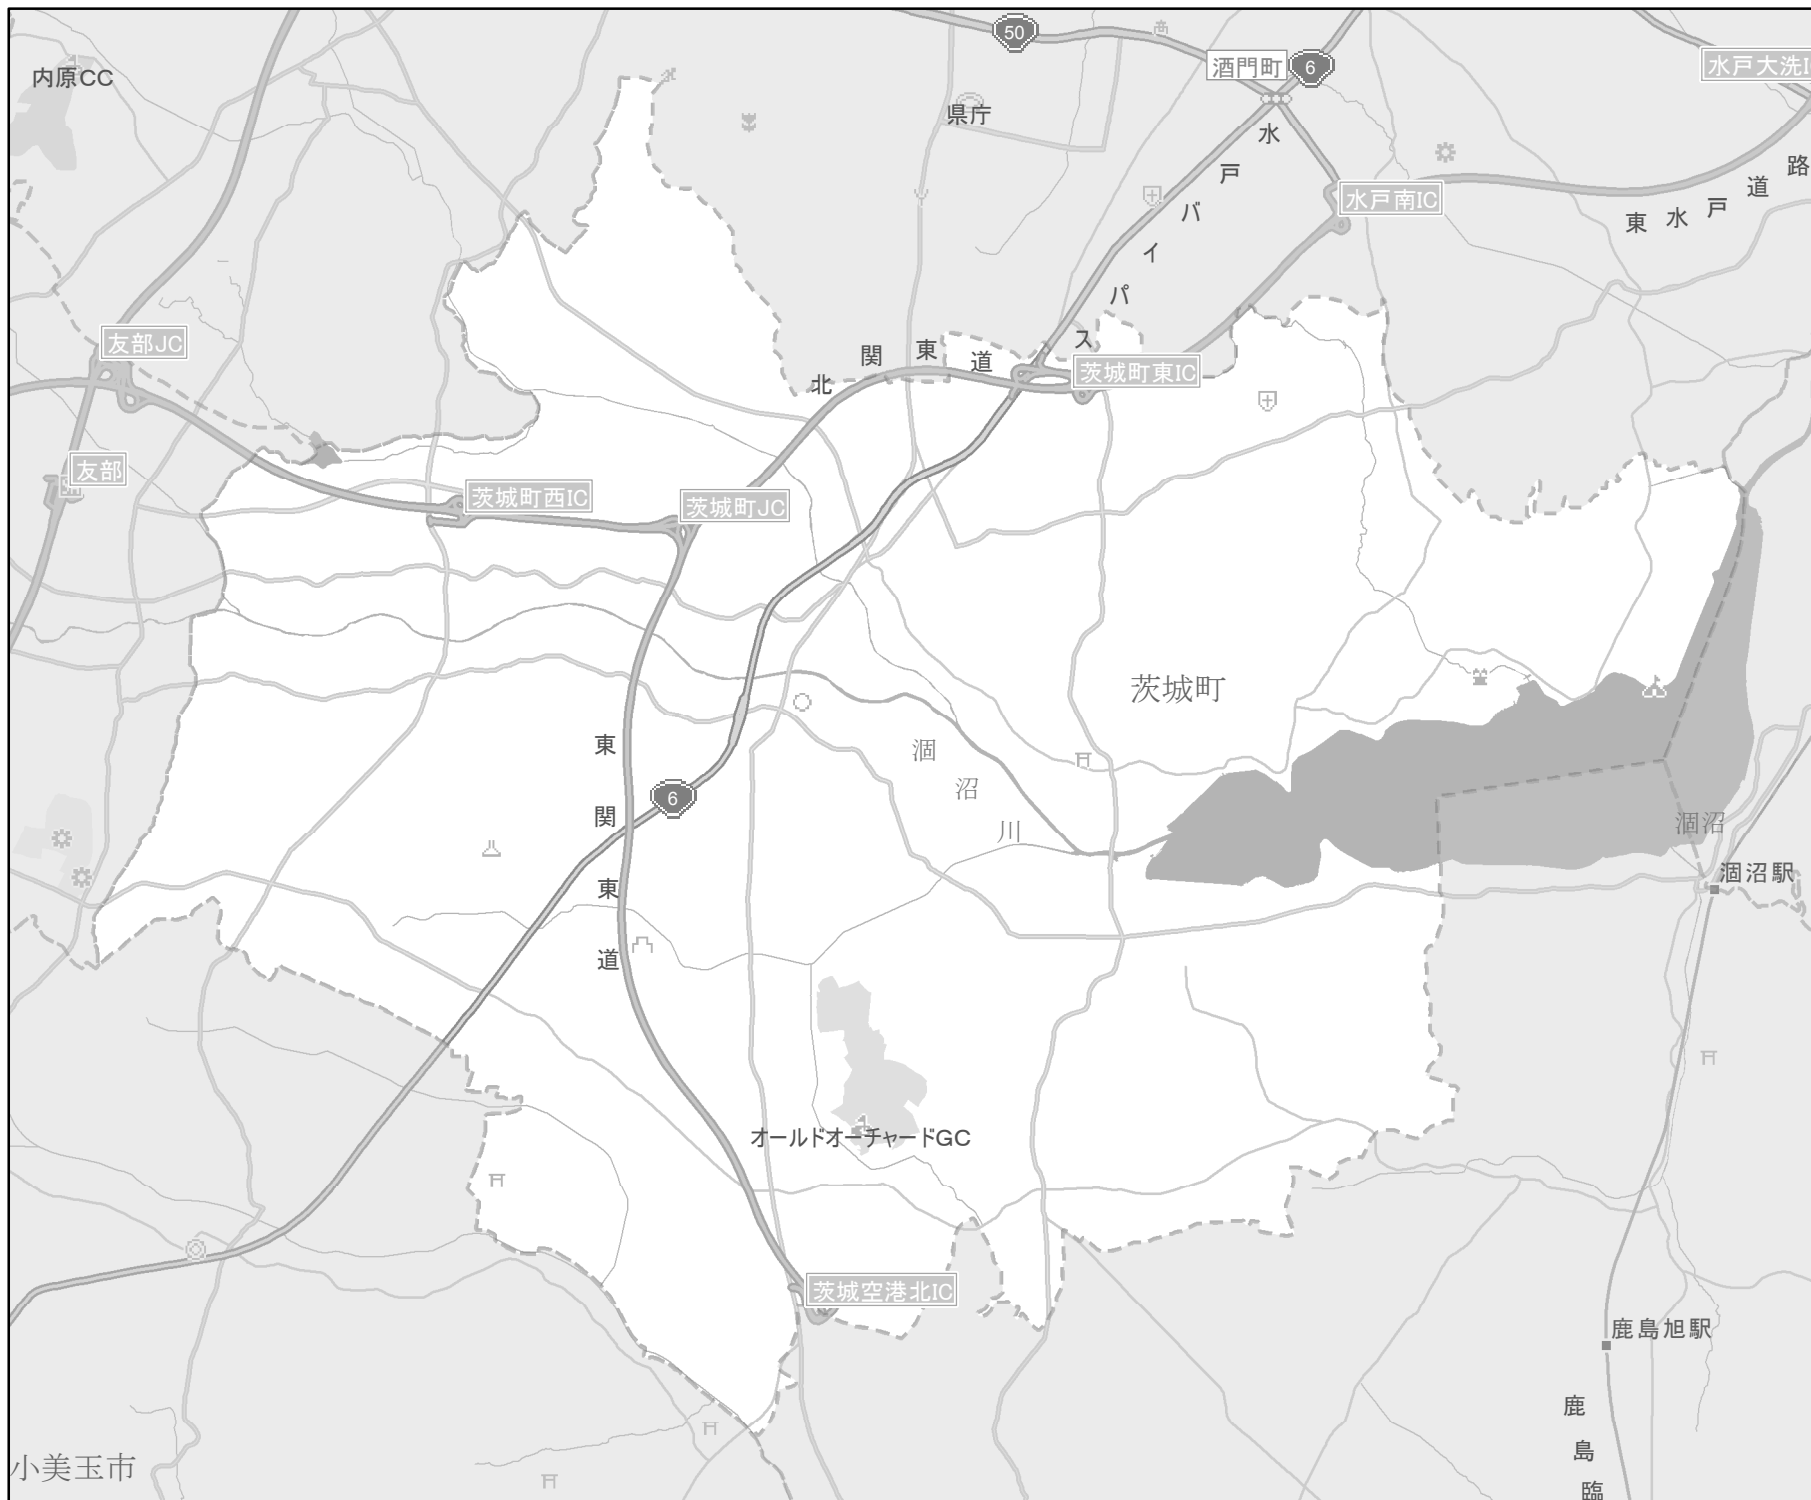 50
酒門町
6
水戸大洗I
内原CC
県庁
水戸バイパス
水戸南IC
東水戸道路
友部JC
北関東道
茨城町東IC
友部
茨城町西IC
茨城町JC
茨城町
東関東道
涸沼川
6
涸沼
涸沼駅
オールドオーチャードGC
茨城空港北IC
鹿島旭駅
鹿島臨
小美玉市